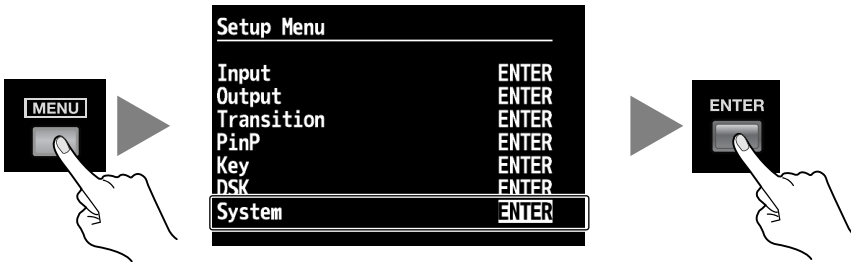 MENU
Setup Menu
Input ENTER
Output ENTER
Transition ENTER
PinP ENTER
Key ENTER
DSK ENTER
System ENTER
ENTER